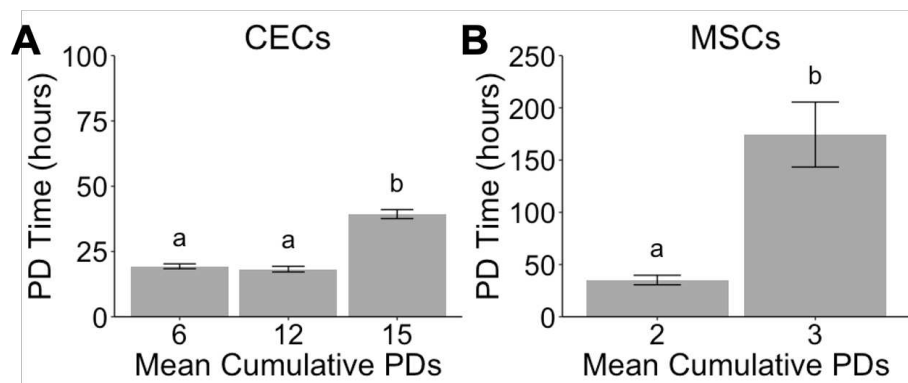 A
CECs
PD Time (hours)
100
75
50
25
0
a
a
b
6 12 15
Mean Cumulative PDs
B
MSCs
PD Time (hours)
250
200
150
100
50
0
a
b
2 3
Mean Cumulative PDs